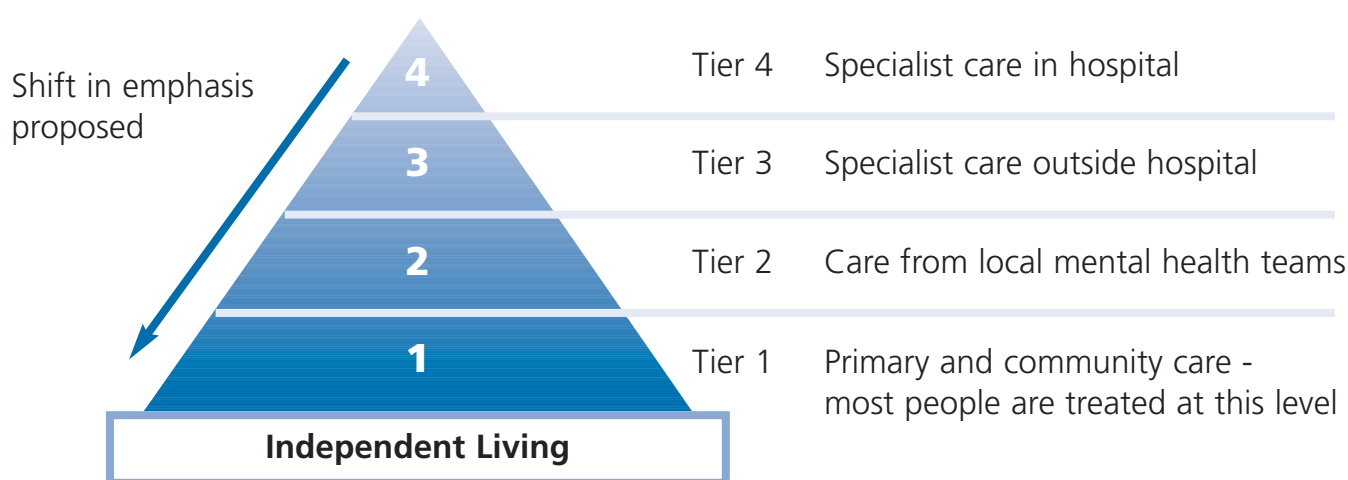 Shift in emphasis
proposed
4
Tier 4 Specialist care in hospital
3
Tier 3 Specialist care outside hospital
2
Tier 2 Care from local mental health teams
1
Tier 1 Primary and community care -
most people are treated at this level
Independent Living